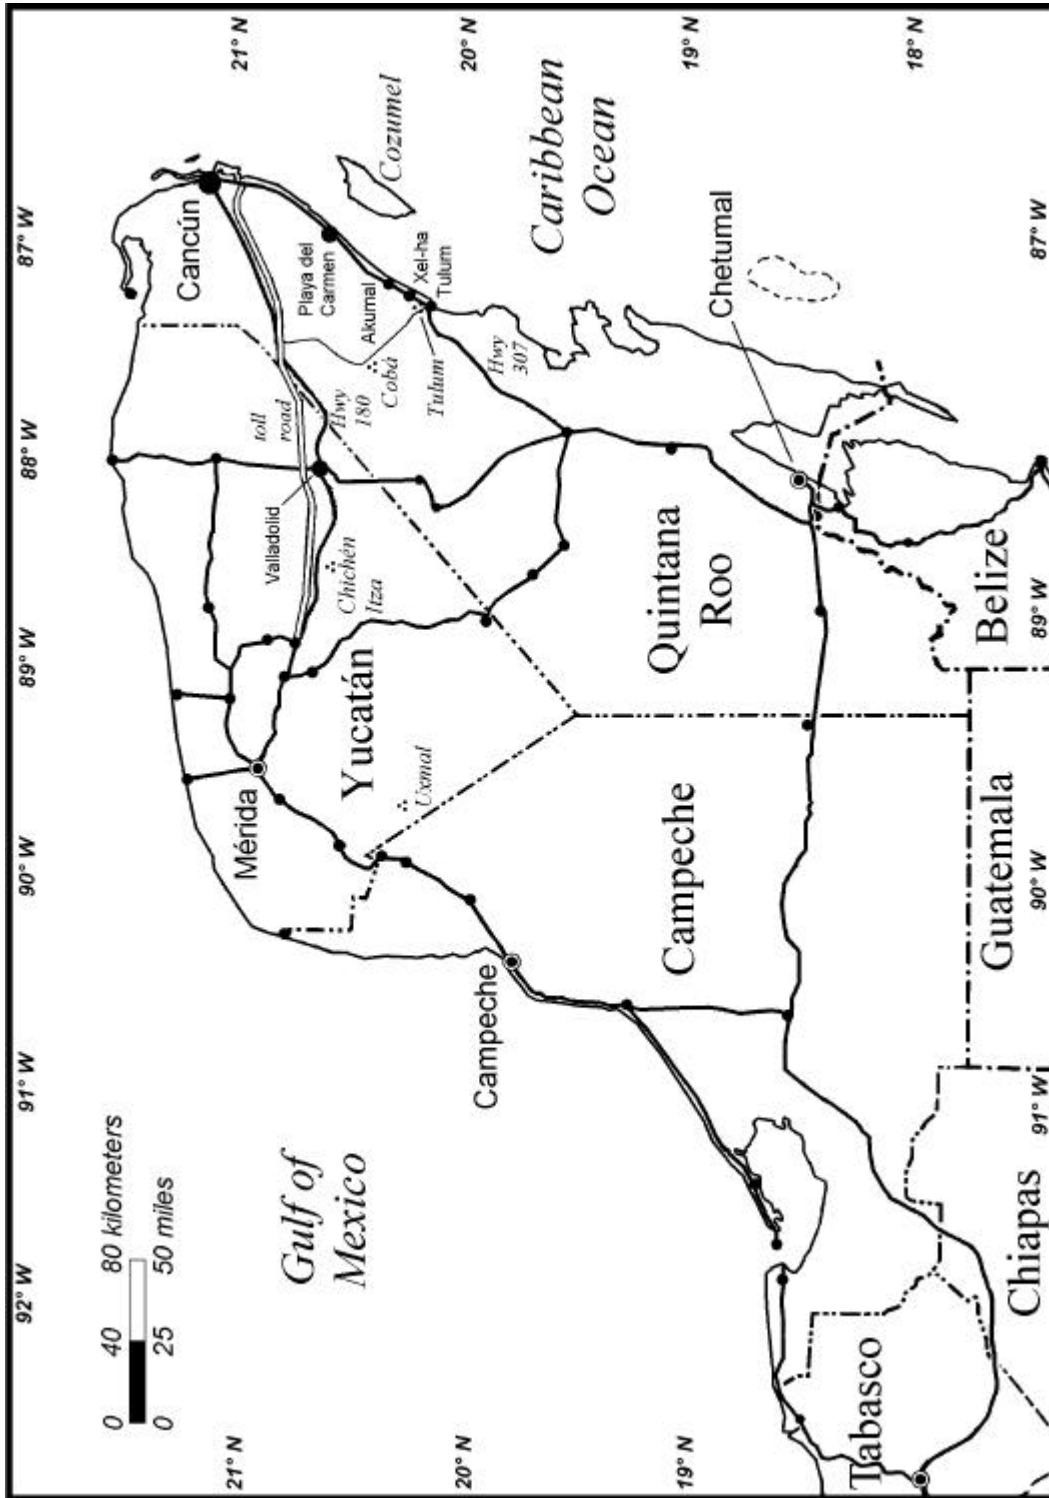 92° W
91° W
90° W
89° W
88° W
87° W
0 40 80 kilometers
0 25 50 miles
21° N
21° N
Gulf of
Mexico
Mérida
Valladolid
toll
road
Cancún
Chichén
Itza
Hwy
180
Playa del
Carmen
Yucatán
Cobá
Akumal
Cozumel
Uxmal
Tulum
Xel-ha
Tulum
20° N
20° N
Campeche
Hwy
307
Caribbean
Ocean
19° N
19° N
Campeche
Quintana
Roo
Chetumal
Tabasco
18° N
Chiapas
Guatemala
Belize
91° W
90° W
89° W
87° W